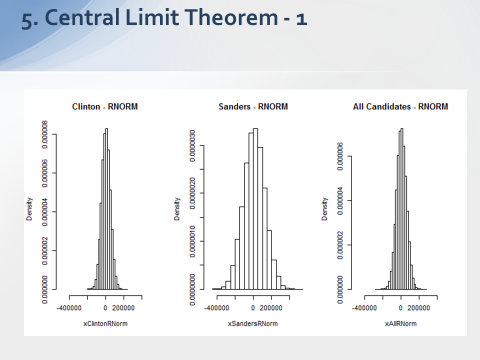 5. Central Limit Theorem - 1
Clinton - RNORM
Density
0.000000 0.000002 0.000004 0.000006 0.000008
-400000 0 200000
xClintonRNorm
Sanders - RNORM
Density
0.0000000 0.0000010 0.0000020 0.0000030
-400000 0 200000
xSandersRNorm
All Candidates - RNORM
Density
0.000000 0.000002 0.000004 0.000006
-400000 0 200000
xAllRNorm